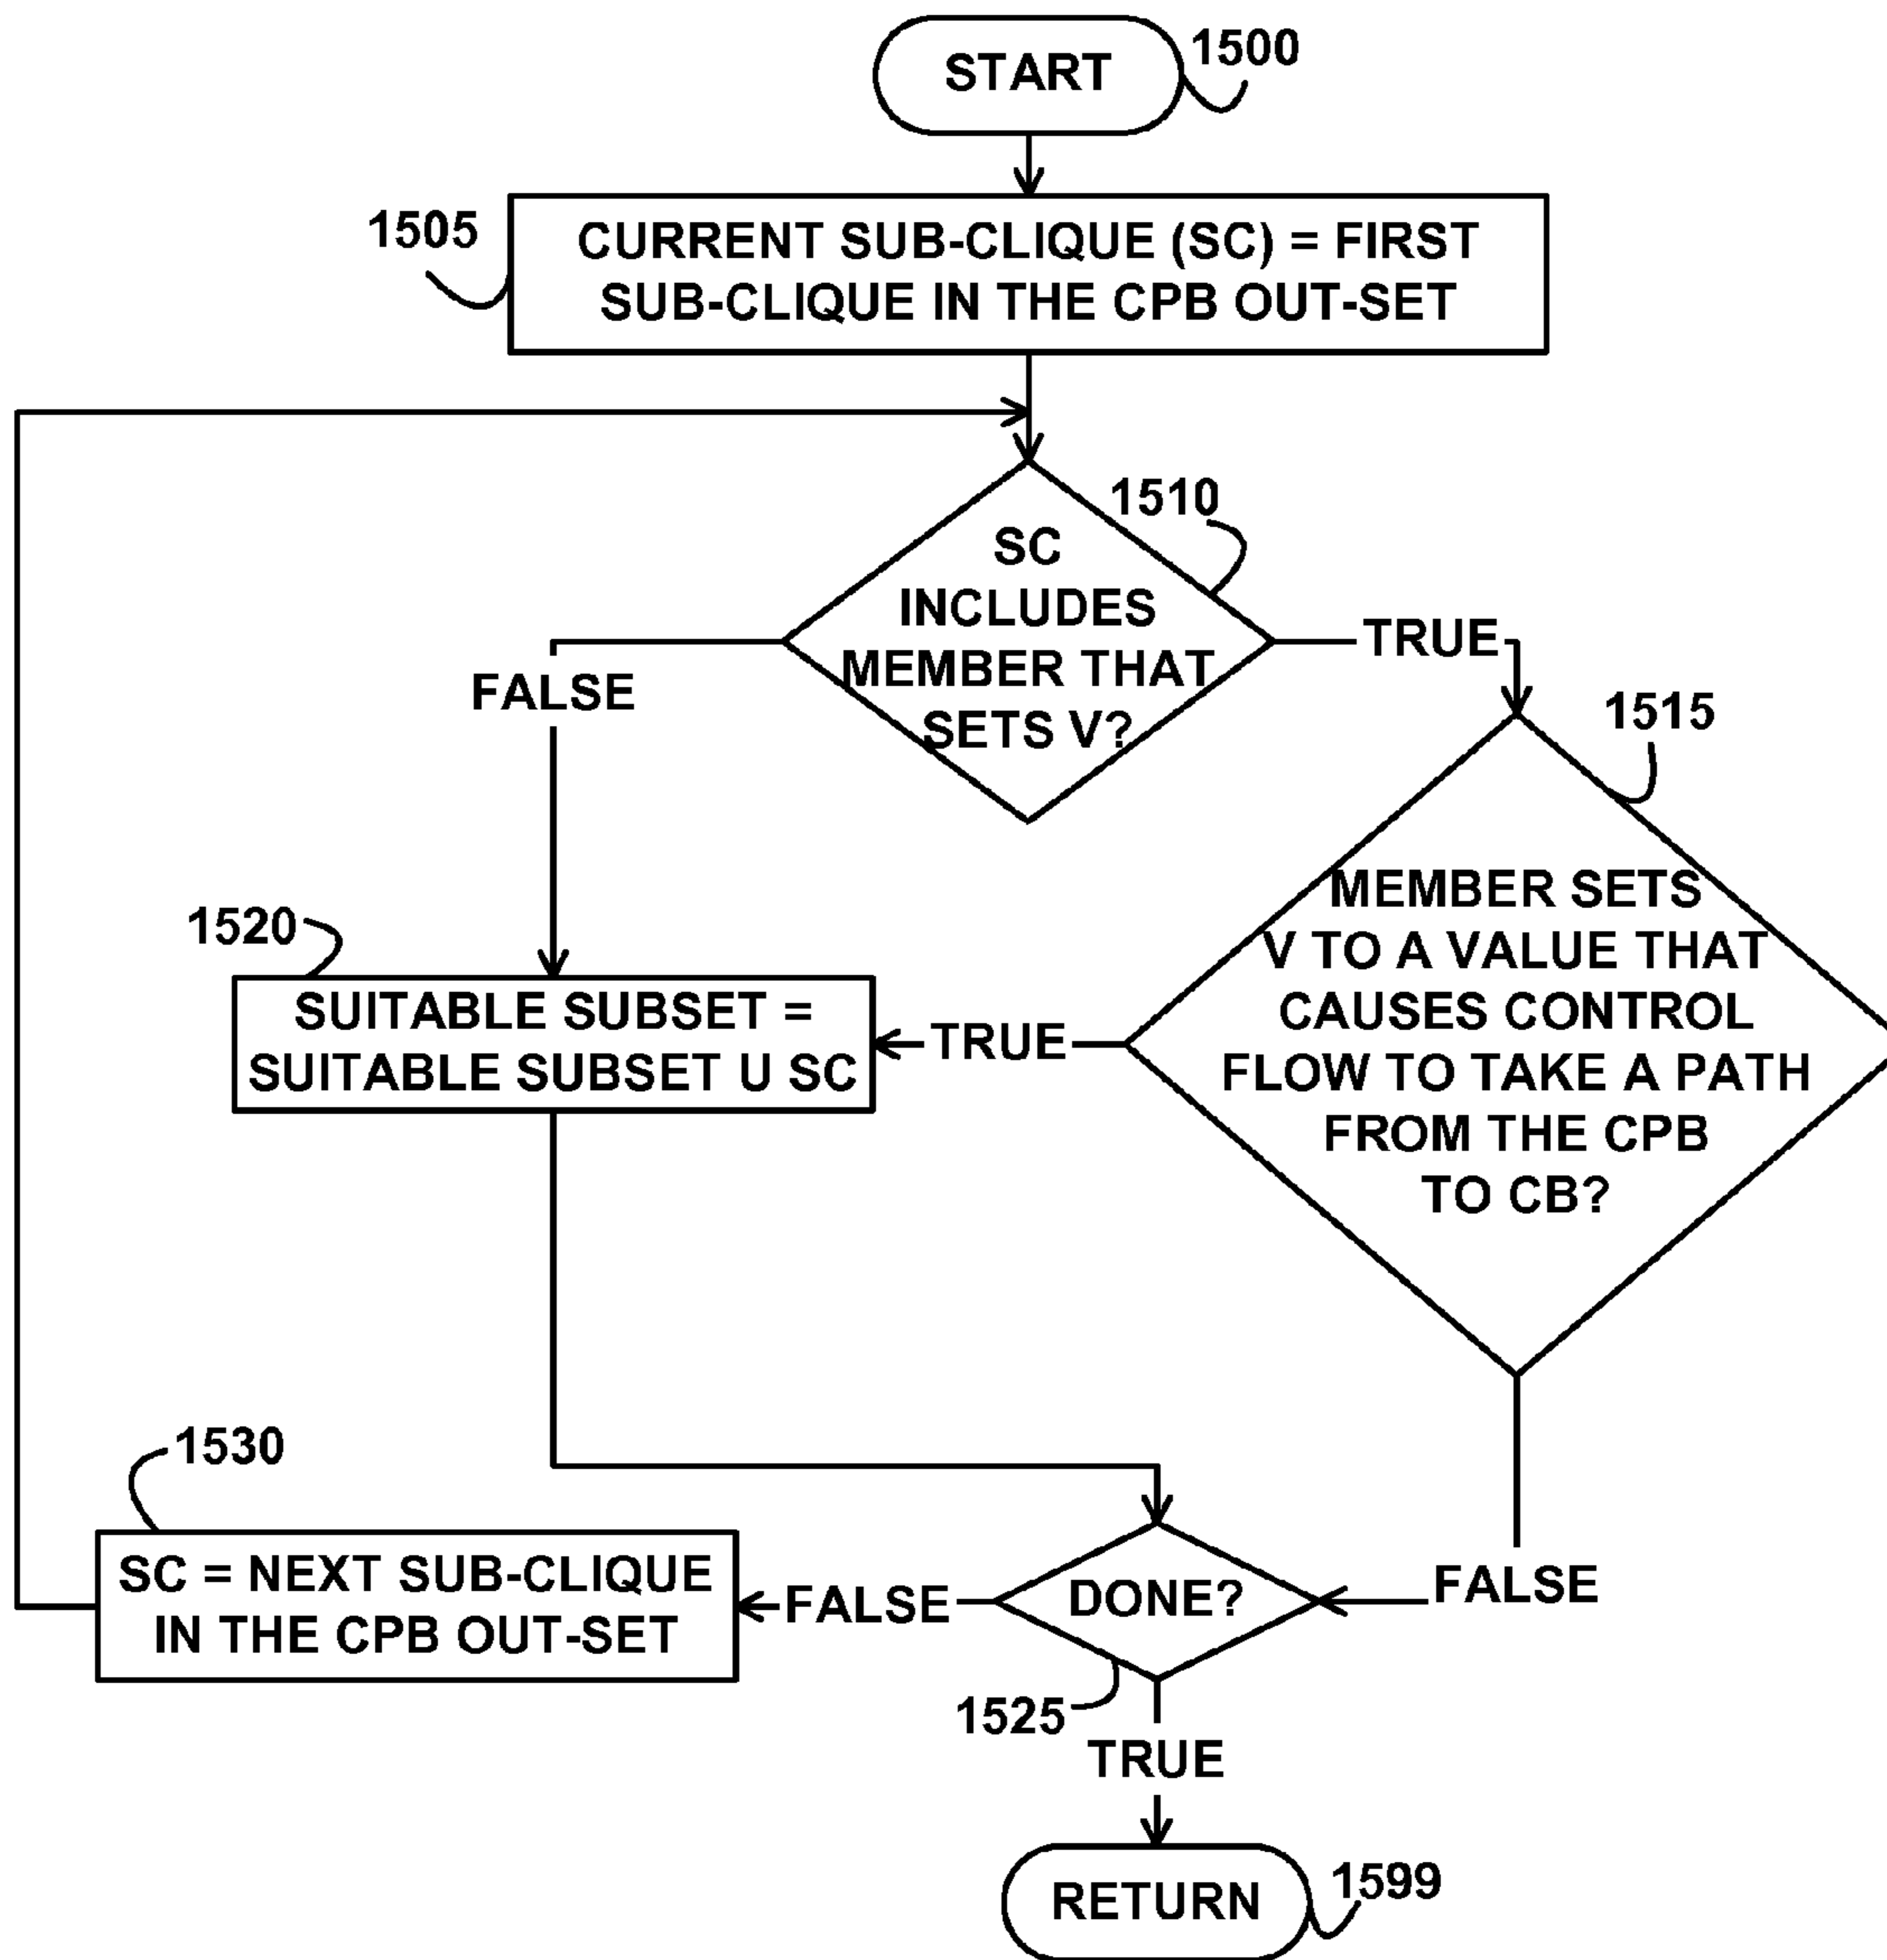 START
1500
1505
CURRENT SUB-CLIQUE (SC) = FIRST
SUB-CLIQUE IN THE CPB OUT-SET
1510
SC
INCLUDES
MEMBER THAT
SETS V?
TRUE
FALSE
1515
MEMBER SETS
V TO A VALUE THAT
CAUSES CONTROL
FLOW TO TAKE A PATH
FROM THE CPB
TO CB?
1520
SUITABLE SUBSET =
SUITABLE SUBSET U SC
TRUE
1530
SC = NEXT SUB-CLIQUE
IN THE CPB OUT-SET
FALSE
DONE?
FALSE
1525
TRUE
RETURN
1599